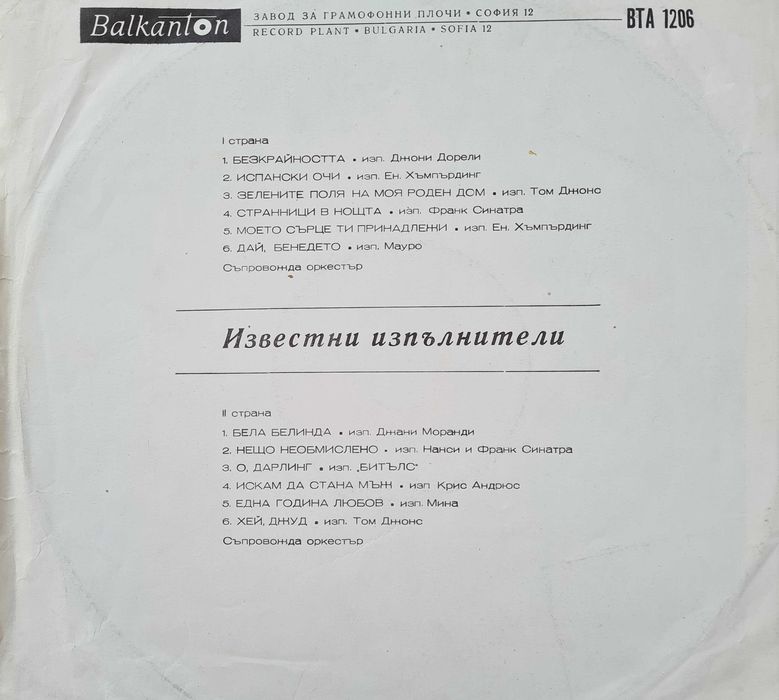 Balkanton
ЗАВОД ЗА ГРАМОФОННИ ПЛОЧИ • СОФИЯ 12
RECORD PLANT • BULGARIA • SOFIA 12
ВТА 1206
I страна
1. БЕЗКРАЙНОСТТА • изп. Джони Дорели
2. ИСПАНСКИ ОЧИ • изп. Ен. Хъмпърдинг
3. ЗЕЛЕНИТЕ ПОЛЯ НА МОЯ РОДЕН ДОМ • изп. Том Джонс
4. СТРАННИЦИ В НОЩТА • изп. Франк Синатра
5. МОЕТО СЪРЦЕ ТИ ПРИНАДЛЕЖИ • изп. Ен. Хъмпърдинг
6. ДАЙ, БЕНЕДЕТО • изп. Мауро
Съпровожда оркестър
Известни изпълнители
II страна
1. БЕЛА БЕЛИНДА • изп. Джани Моранди
2. НЕЩО НЕОБМИСЛЕНО • изп. Нанси и Франк Синатра
3. О, ДАРЛИНГ • изп. „БИТЪЛС“
4. ИСКАМ ДА СТАНА МЪЖ • изп Крис Андрюс
5. ЕДНА ГОДИНА ЛЮБОВ • изп. Мина
6. ХЕЙ, ДЖУД • изп. Том Джонс
Съпровожда оркестър